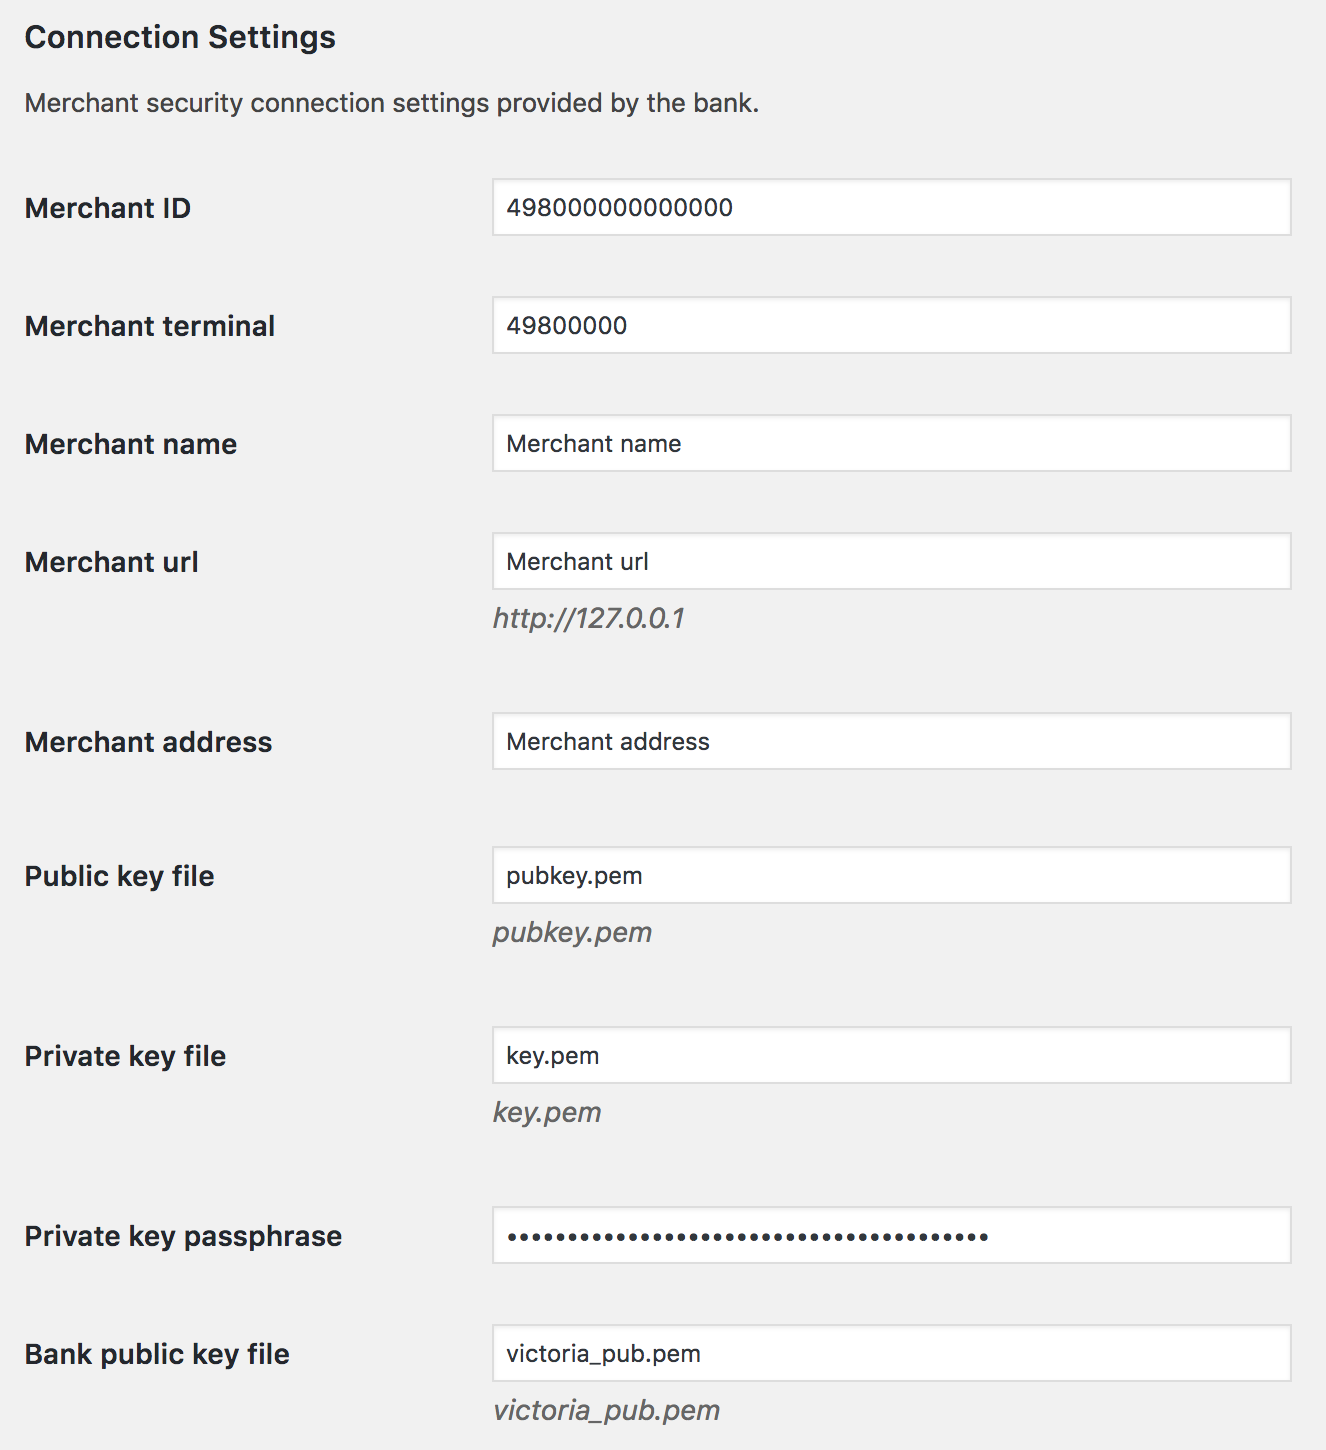 Connection Settings
Merchant security connection settings provided by the bank.
Merchant ID
498000000000000
Merchant terminal
49800000
Merchant name
Merchant name
Merchant url
Merchant url
http://127.0.0.1
Merchant address
Merchant address
Public key file
pubkey.pem
pubkey.pem
Private key file
key.pem
key.pem
Private key passphrase
••••••••••••••••••••••••••••••••••••••••
Bank public key file
victoria_pub.pem
victoria_pub.pem